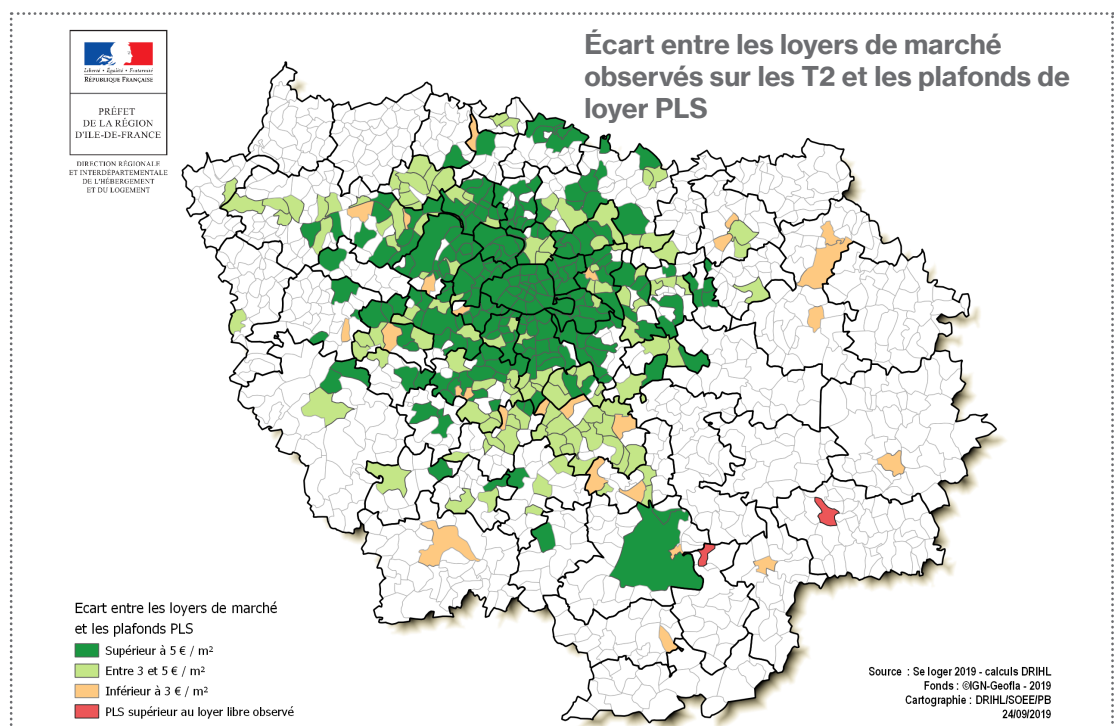 Écart entre les loyers de marché
observés sur les T2 et les plafonds de
loyer PLS
Liberté • Égalité • Fraternité
RÉPUBLIQUE FRANÇAISE
PRÉFET
DE LA RÉGION
D'ILE-DE-FRANCE
DIRECTION RÉGIONALE
ET INTERDÉPARTEMENTALE
DE L'HÉBERGEMENT
ET DU LOGEMENT
Ecart entre les loyers de marché
et les plafonds PLS
Supérieur à 5 € / m²
Entre 3 et 5 € / m²
Inférieur à 3 € / m²
PLS supérieur au loyer libre observé
Source : Se loger 2019 - calculs DRIHL
Fonds : ©IGN-Geofla - 2019
Cartographie : DRIHL/SOEE/PB
24/09/2019